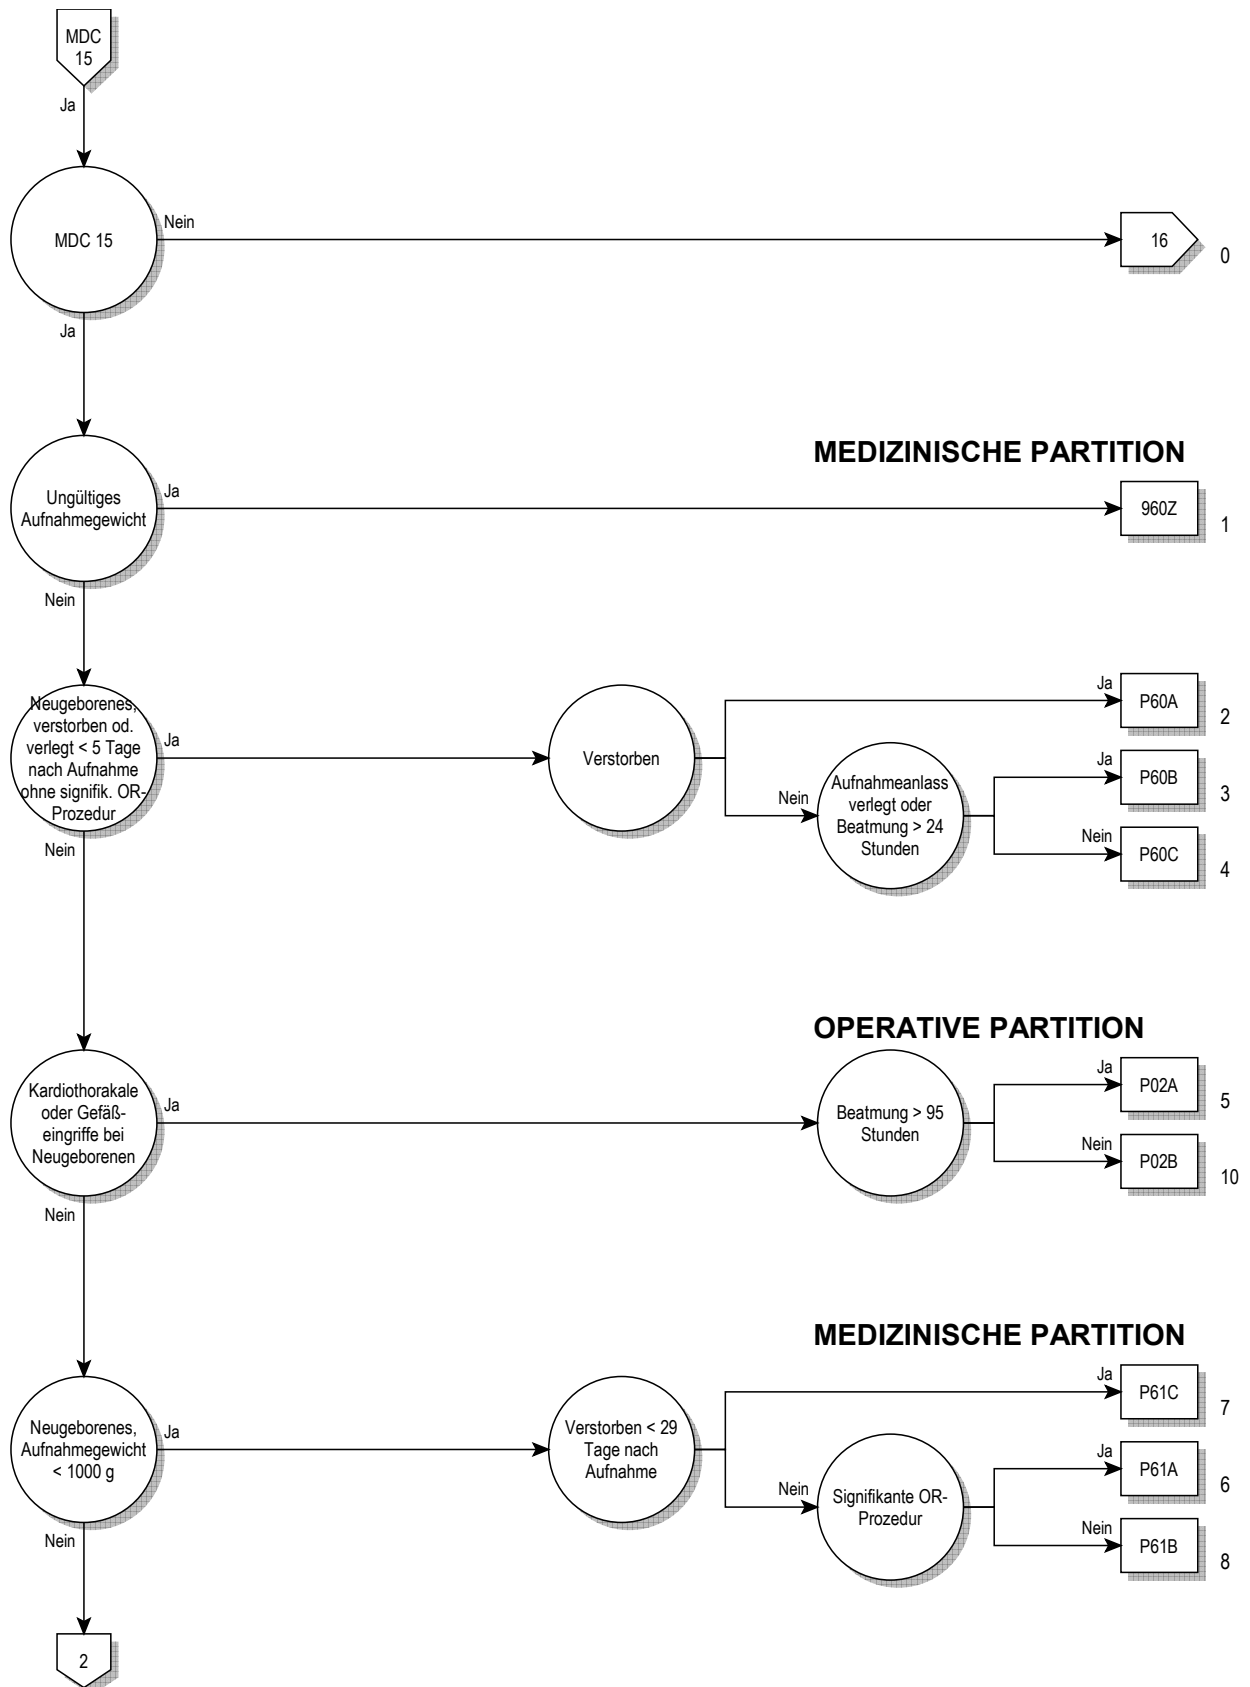 MDC
15
Ja
MDC 15
Nein
16
0
Ja
MEDIZINISCHE PARTITION
Ungültiges
Aufnahmegewicht
Ja
960Z
1
Nein
Neugeborenes,
verstorben od.
verlegt < 5 Tage
nach Aufnahme
ohne signifik. OR-
Prozedur
Ja
Verstorben
Ja
P60A
2
Nein
Aufnahmeanlass
verlegt oder
Beatmung > 24
Stunden
Ja
P60B
3
Nein
P60C
4
Nein
OPERATIVE PARTITION
Kardiothorakale
oder Gefäß-
eingriffe bei
Neugeborenen
Ja
Beatmung > 95
Stunden
Ja
P02A
5
Nein
P02B
10
Nein
MEDIZINISCHE PARTITION
Neugeborenes,
Aufnahmegewicht
< 1000 g
Ja
Verstorben < 29
Tage nach
Aufnahme
Ja
P61C
7
Nein
Signifikante OR-
Prozedur
Ja
P61A
6
Nein
P61B
8
Nein
2